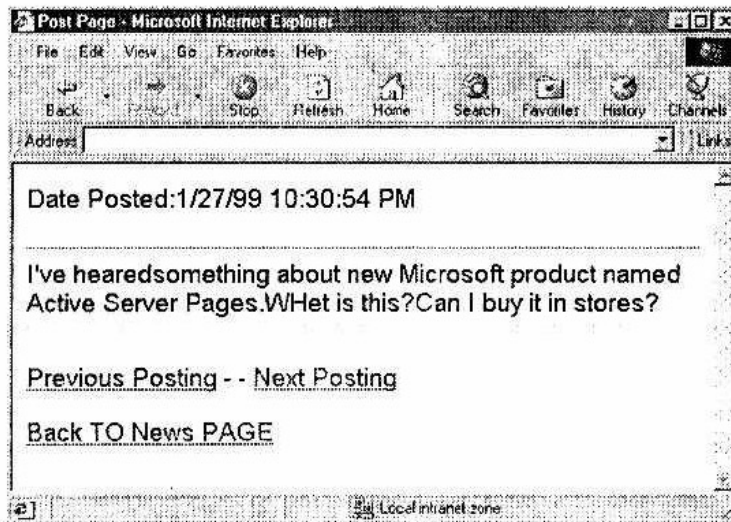 Post Page - Microsoft Internet Explorer
File Edit View Go Favorites Help
Back Forward Stop Refresh Home Search Favorites History Channels
Address Links
Date Posted:1/27/99 10:30:54 PM
I've hearedsomething about new Microsoft product named
Active Server Pages.WHet is this?Can I buy it in stores?
Previous Posting - - Next Posting
Back TO News PAGE
Local intranet zone